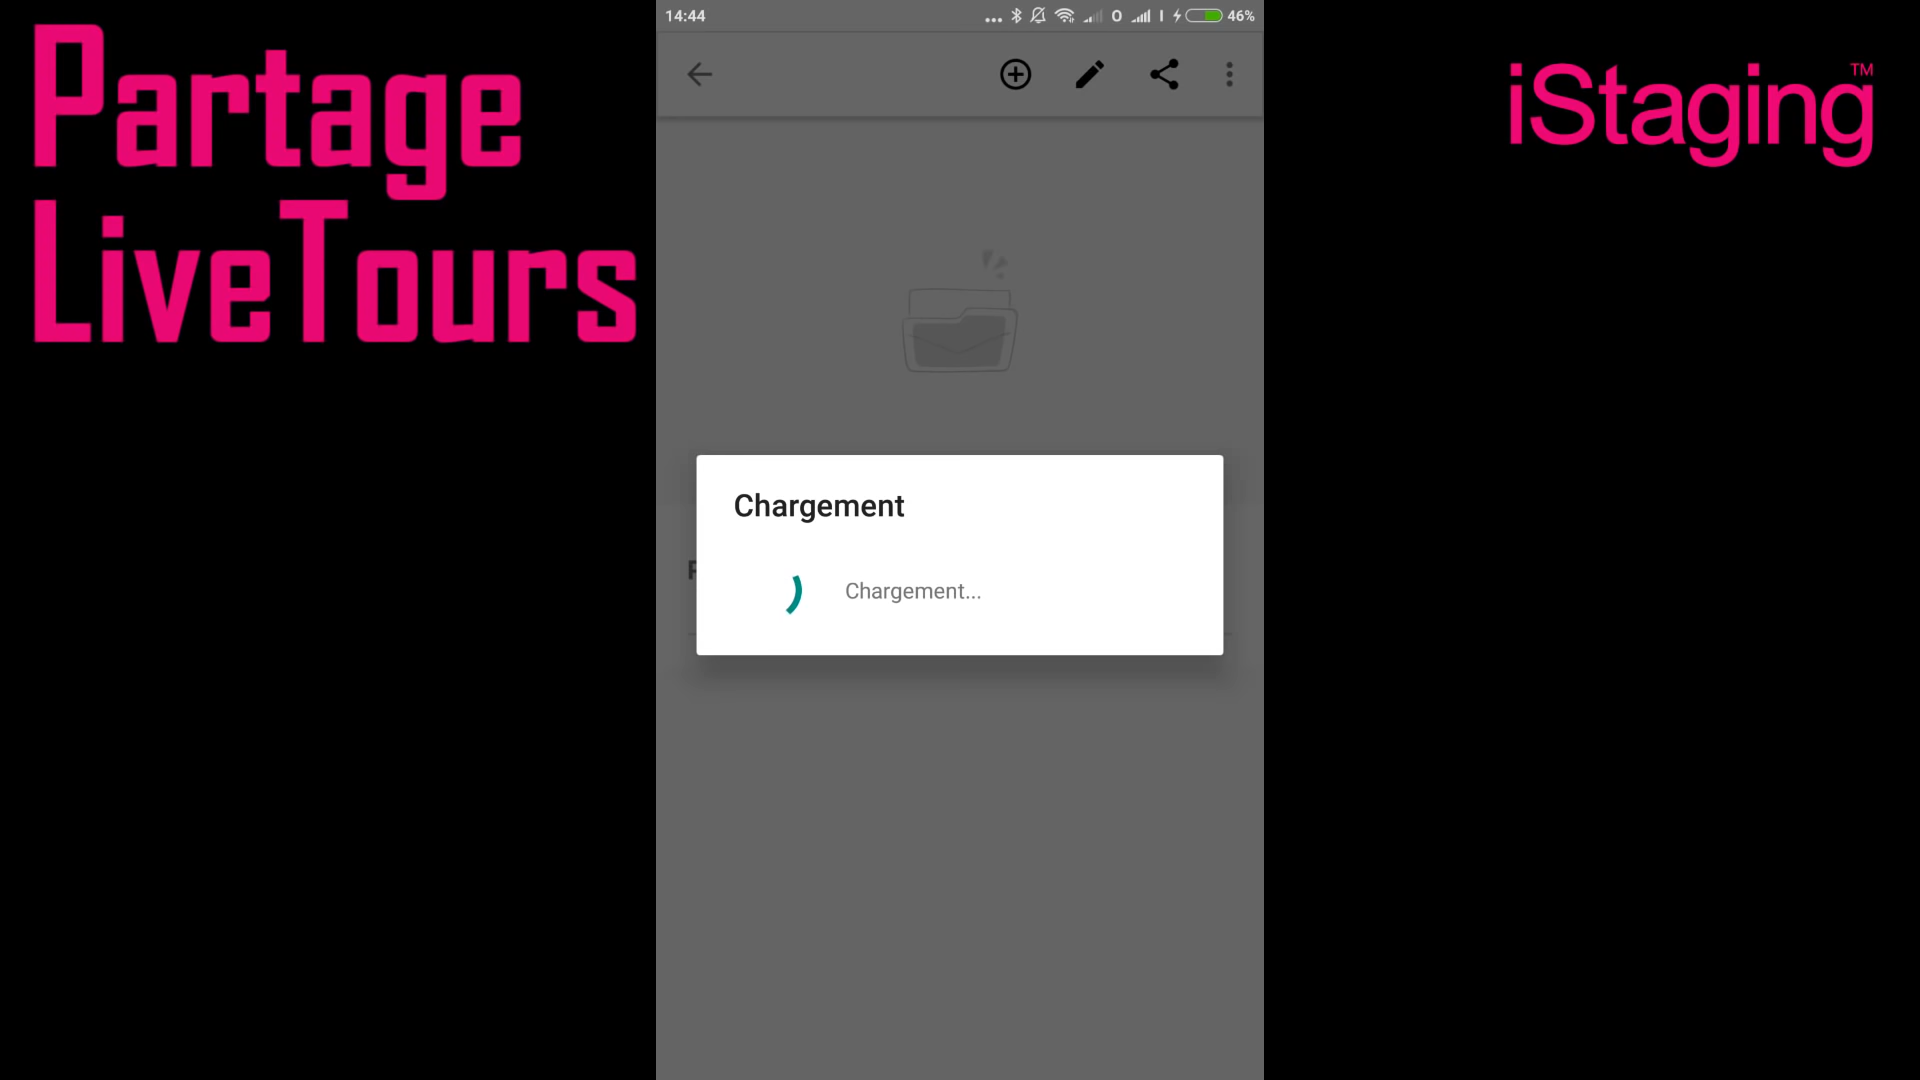 Partage
LiveTours
14:44
46%
iStaging™
Chargement
Chargement...